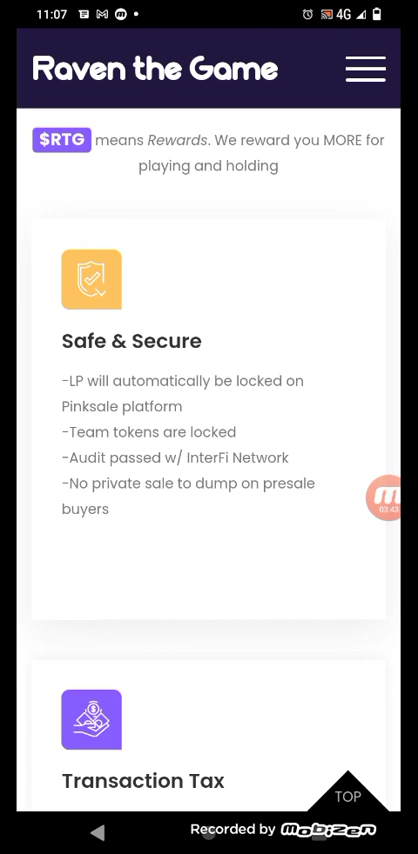 11:07 4G
Raven the Game
$RTG means Rewards. We reward you MORE for
playing and holding
Safe & Secure
-LP will automatically be locked on
Pinksale platform
-Team tokens are locked
-Audit passed w/ InterFi Network
-No private sale to dump on presale
buyers
03:43
Transaction Tax
TOP
Recorded by mobizen